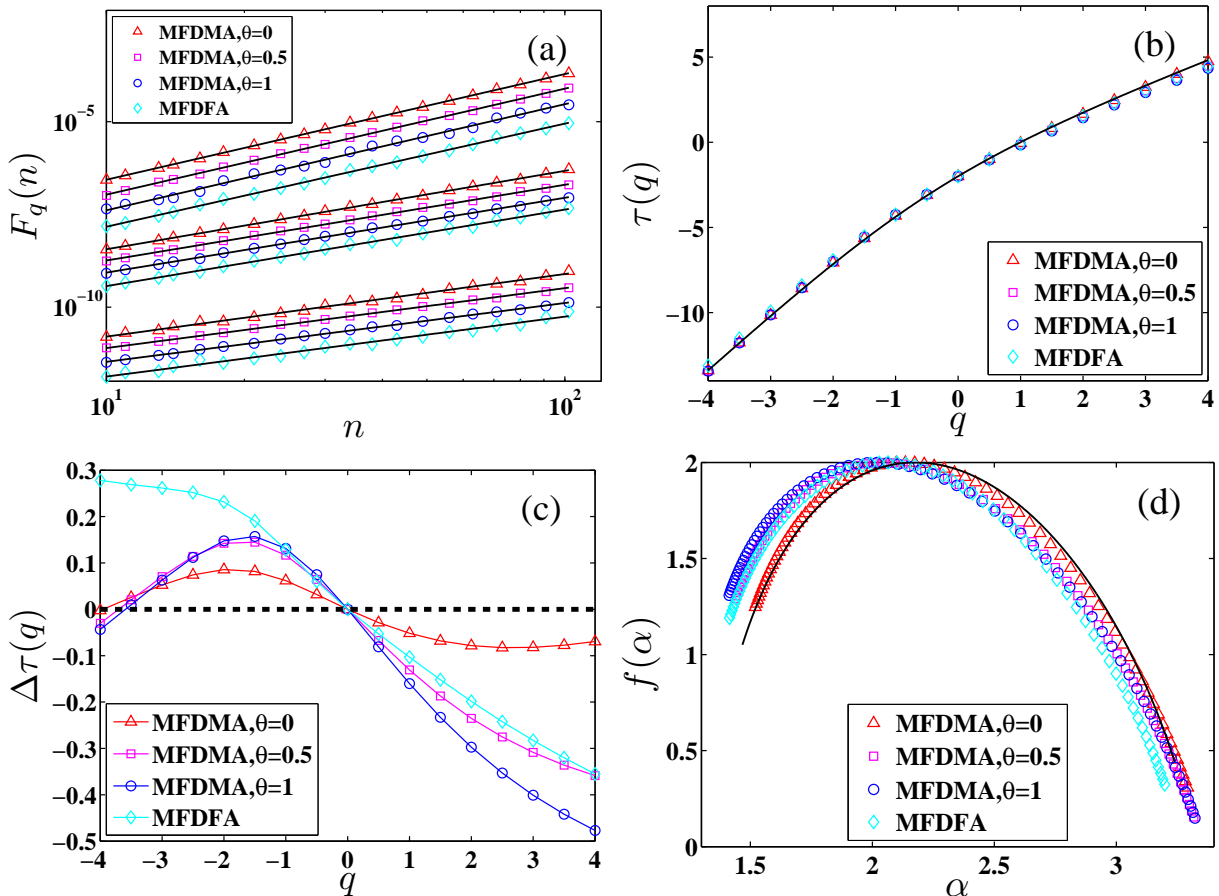 (a)
MFDMA,θ=0
MFDMA,θ=0.5
MFDMA,θ=1
MFDFA
10^−5
10^−10
F_q(n)
10^1
10^2
n
(b)
5
0
−5
−10
τ(q)
MFDMA,θ=0
MFDMA,θ=0.5
MFDMA,θ=1
MFDFA
−4 −3 −2 −1 0 1 2 3 4
q
(c)
0.3
0.2
0.1
0
−0.1
−0.2
−0.3
−0.4
−0.5
Δτ(q)
MFDMA,θ=0
MFDMA,θ=0.5
MFDMA,θ=1
MFDFA
−4 −3 −2 −1 0 1 2 3 4
q
(d)
2
1.5
1
0.5
0
f(α)
MFDMA,θ=0
MFDMA,θ=0.5
MFDMA,θ=1
MFDFA
1.5 2 2.5 3
α